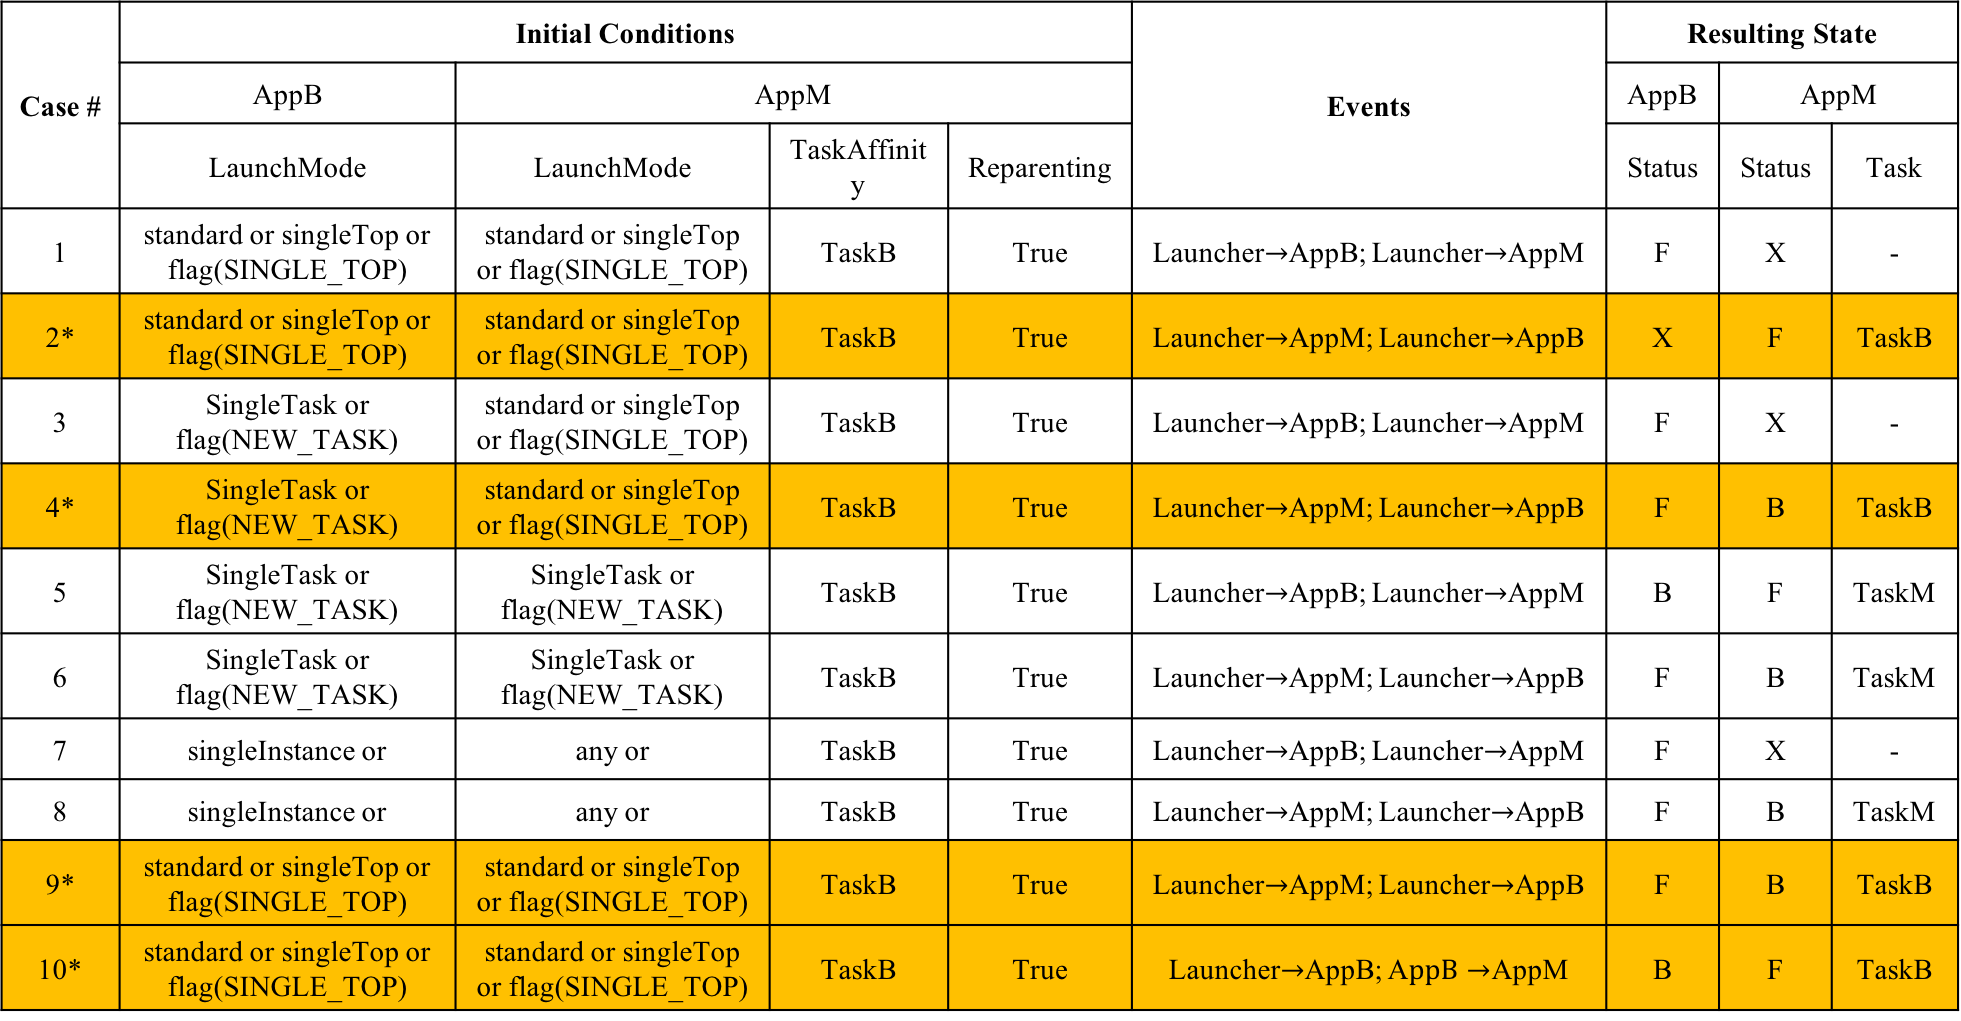 Case #
Initial Conditions
Events
Resulting State
AppB
AppM
AppB
AppM
LaunchMode
LaunchMode
TaskAffinit
y
Reparenting
Status
Status
Task
1
standard or singleTop or
flag(SINGLE_TOP)
standard or singleTop
or flag(SINGLE_TOP)
TaskB
True
Launcher→AppB; Launcher→AppM
F
X
-
2*
standard or singleTop or
flag(SINGLE_TOP)
standard or singleTop
or flag(SINGLE_TOP)
TaskB
True
Launcher→AppM; Launcher→AppB
X
F
TaskB
3
SingleTask or
flag(NEW_TASK)
standard or singleTop
or flag(SINGLE_TOP)
TaskB
True
Launcher→AppB; Launcher→AppM
F
X
-
4*
SingleTask or
flag(NEW_TASK)
standard or singleTop
or flag(SINGLE_TOP)
TaskB
True
Launcher→AppM; Launcher→AppB
F
B
TaskB
5
SingleTask or
flag(NEW_TASK)
SingleTask or
flag(NEW_TASK)
TaskB
True
Launcher→AppB; Launcher→AppM
B
F
TaskM
6
SingleTask or
flag(NEW_TASK)
SingleTask or
flag(NEW_TASK)
TaskB
True
Launcher→AppM; Launcher→AppB
F
B
TaskM
7
singleInstance or
any or
TaskB
True
Launcher→AppB; Launcher→AppM
F
X
-
8
singleInstance or
any or
TaskB
True
Launcher→AppM; Launcher→AppB
F
B
TaskM
9*
standard or singleTop or
flag(SINGLE_TOP)
standard or singleTop
or flag(SINGLE_TOP)
TaskB
True
Launcher→AppM; Launcher→AppB
F
B
TaskB
10*
standard or singleTop or
flag(SINGLE_TOP)
standard or singleTop
or flag(SINGLE_TOP)
TaskB
True
Launcher→AppB; AppB →AppM
B
F
TaskB